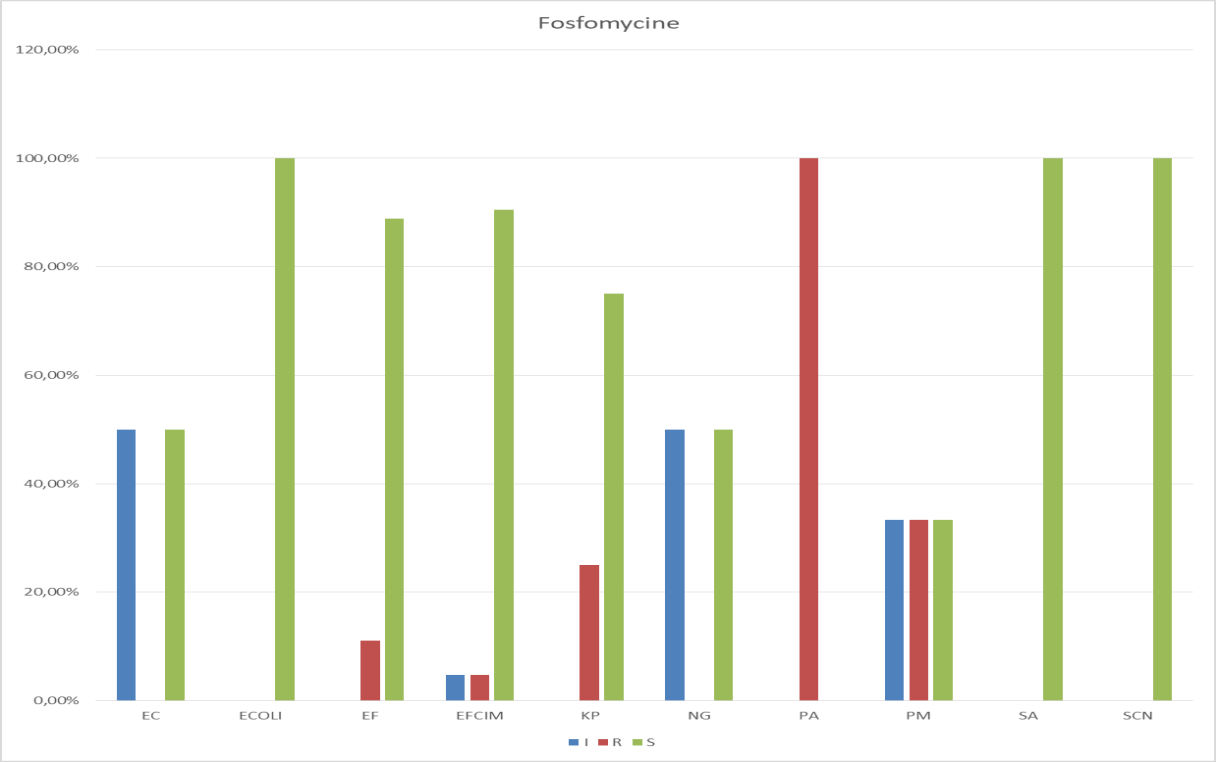 Fosfomycine
120,00%
100,00%
80,00%
60,00%
40,00%
20,00%
0,00%
EC ECOLI EF EFCIM KP NG PA PM SA SCN
I R S